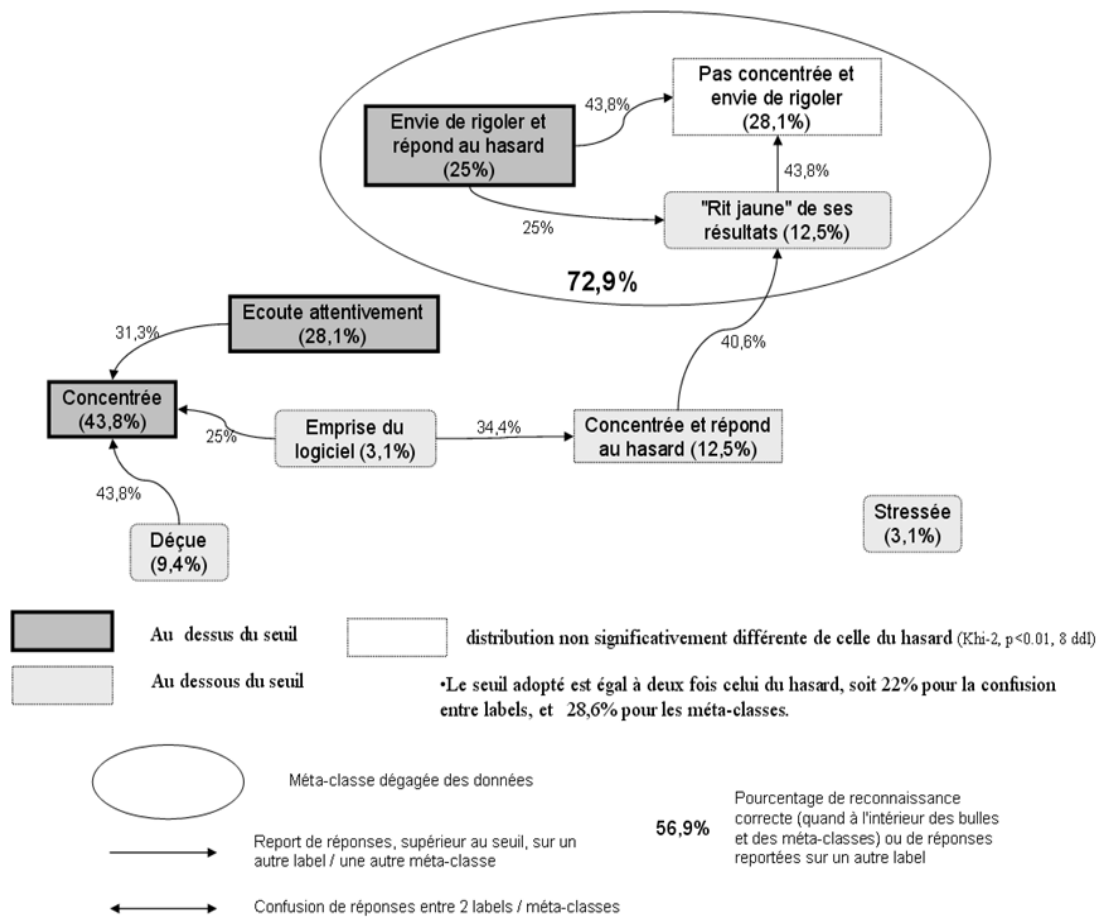 Pas concentrée et
envie de rigoler
(28,1%)
43,8%
Envie de rigoler et
répond au hasard
(25%)
43,8%
25%
"Rit jaune" de ses
résultats (12,5%)
72,9%
Ecoute attentivement
(28,1%)
31,3%
40,6%
Concentrée
(43,8%)
25%
Emprise du
logiciel (3,1%)
34,4%
Concentrée et répond
au hasard (12,5%)
43,8%
Déçue
(9,4%)
Stressée
(3,1%)
Au dessus du seuil
distribution non significativement différente de celle du hasard (Khi-2, p<0.01, 8 ddl)
Au dessous du seuil
•Le seuil adopté est égal à deux fois celui du hasard, soit 22% pour la confusion
entre labels, et 28,6% pour les méta-classes.
Méta-classe dégagée des données
Report de réponses, supérieur au seuil, sur un
autre label / une autre méta-classe
56,9%
Pourcentage de reconnaissance
correcte (quand à l'intérieur des bulles
et des méta-classes) ou de réponses
reportées sur un autre label
Confusion de réponses entre 2 labels / méta-classes